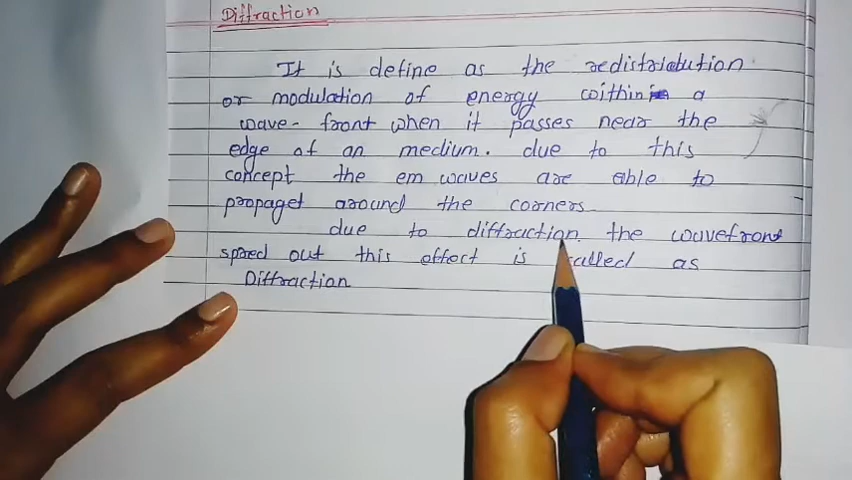 Diffraction
It is define as the redistriabution
or modulation of energy within a
wave- front when it passes near the
edge of an medium. due to this
concept the em waves are able to
propaget around the corners
due to diffraction. the wavefront
spred out this effect is called as
Diffraction